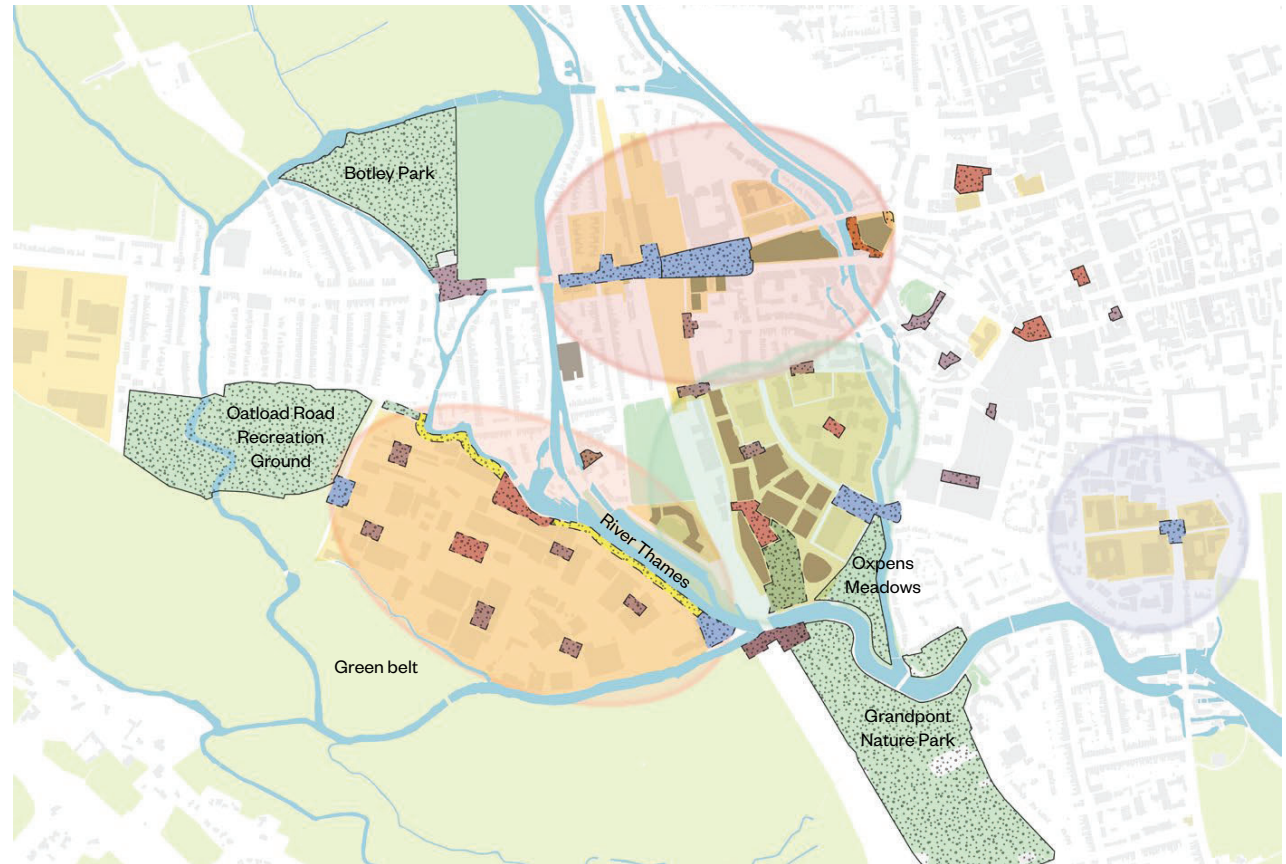 Botley Park
Oatload Road
Recreation
Ground
River Thames
Oxpens
Meadows
Green belt
Grandpont
Nature Park